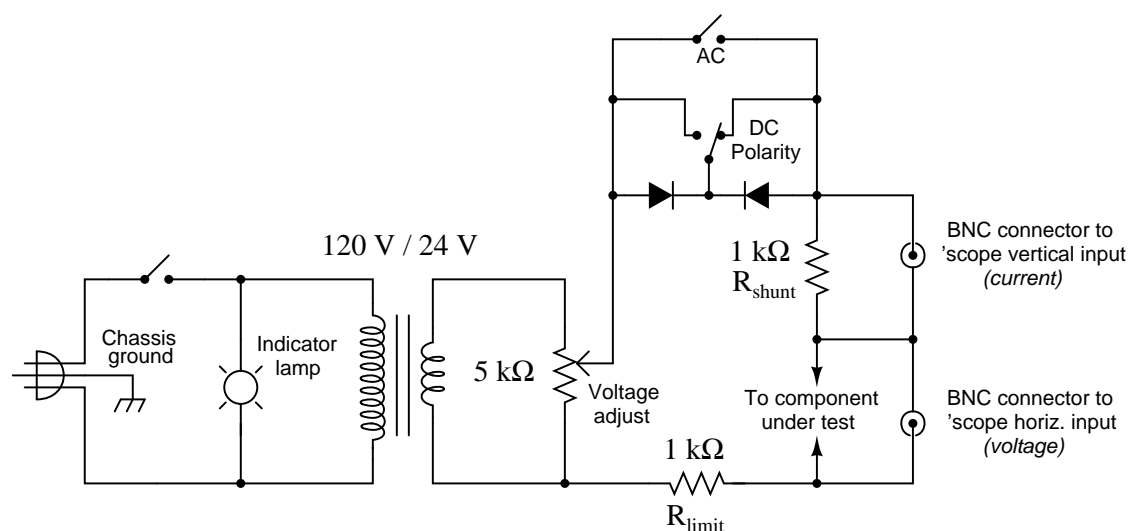 AC
DC
Polarity
120 V / 24 V
BNC connector to
'scope vertical input
(current)
1 kΩ
Rshunt
Chassis
ground
Indicator
lamp
5 kΩ
Voltage
adjust
To component
under test
BNC connector to
'scope horiz. input
(voltage)
1 kΩ
Rlimit